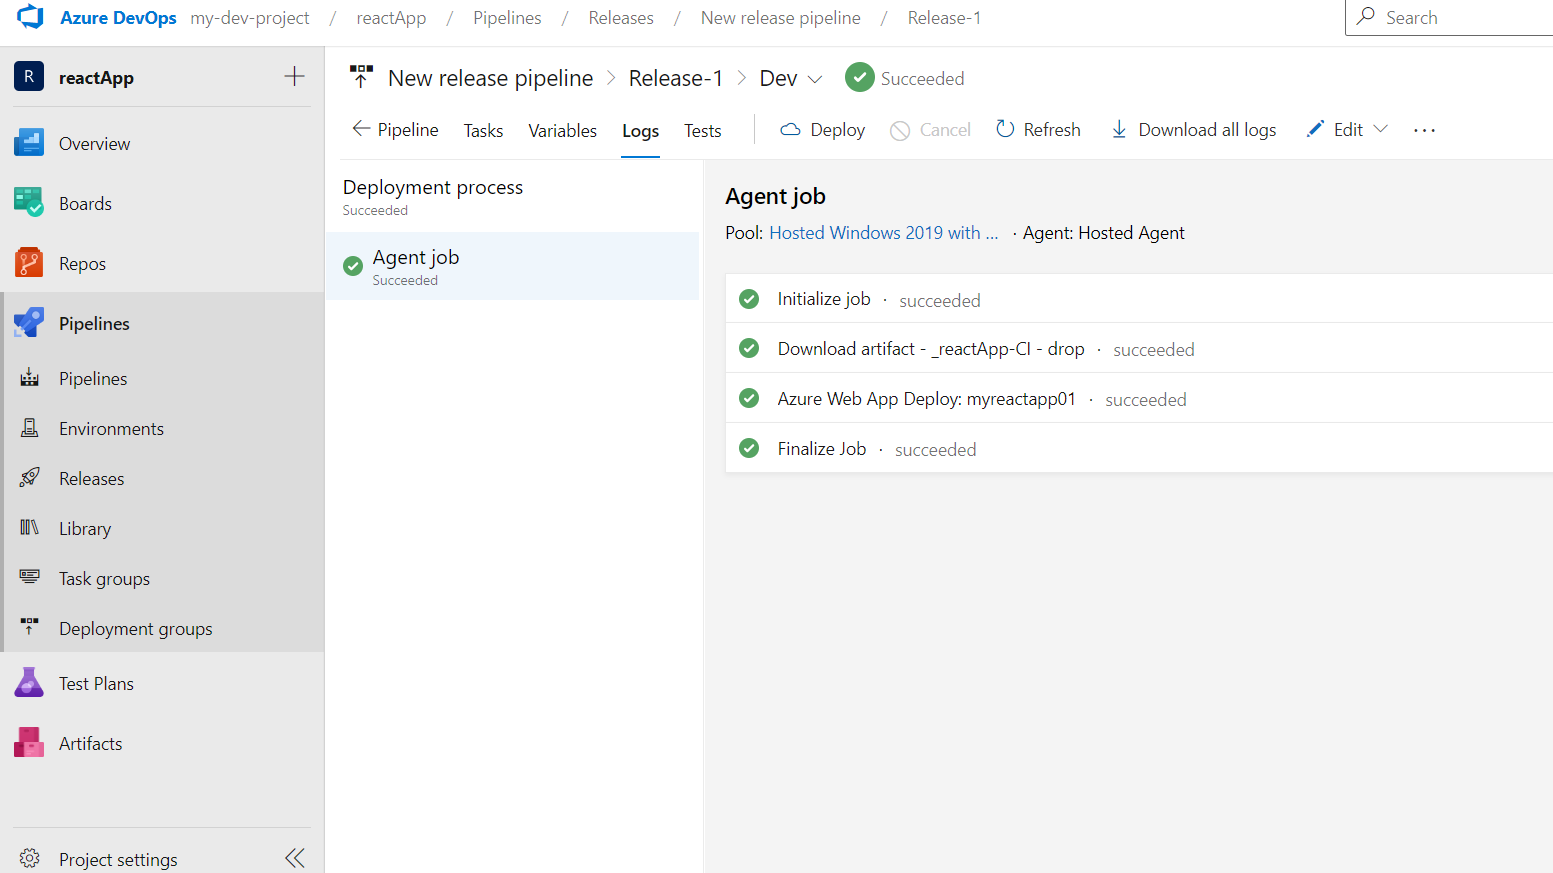 Azure DevOps my-dev-project / reactApp / Pipelines / Releases / New release pipeline / Release-1
Search
R reactApp
Overview
Boards
Repos
Pipelines
Pipelines
Environments
Releases
Library
Task groups
Deployment groups
Test Plans
Artifacts
Project settings
New release pipeline > Release-1 > Dev Succeeded
Pipeline Tasks Variables Logs Tests Deploy Cancel Refresh Download all logs Edit ...
Deployment process
Succeeded
Agent job
Succeeded
Agent job
Pool: Hosted Windows 2019 with ... · Agent: Hosted Agent
Initialize job · succeeded
Download artifact - _reactApp-CI - drop · succeeded
Azure Web App Deploy: myreactapp01 · succeeded
Finalize Job · succeeded